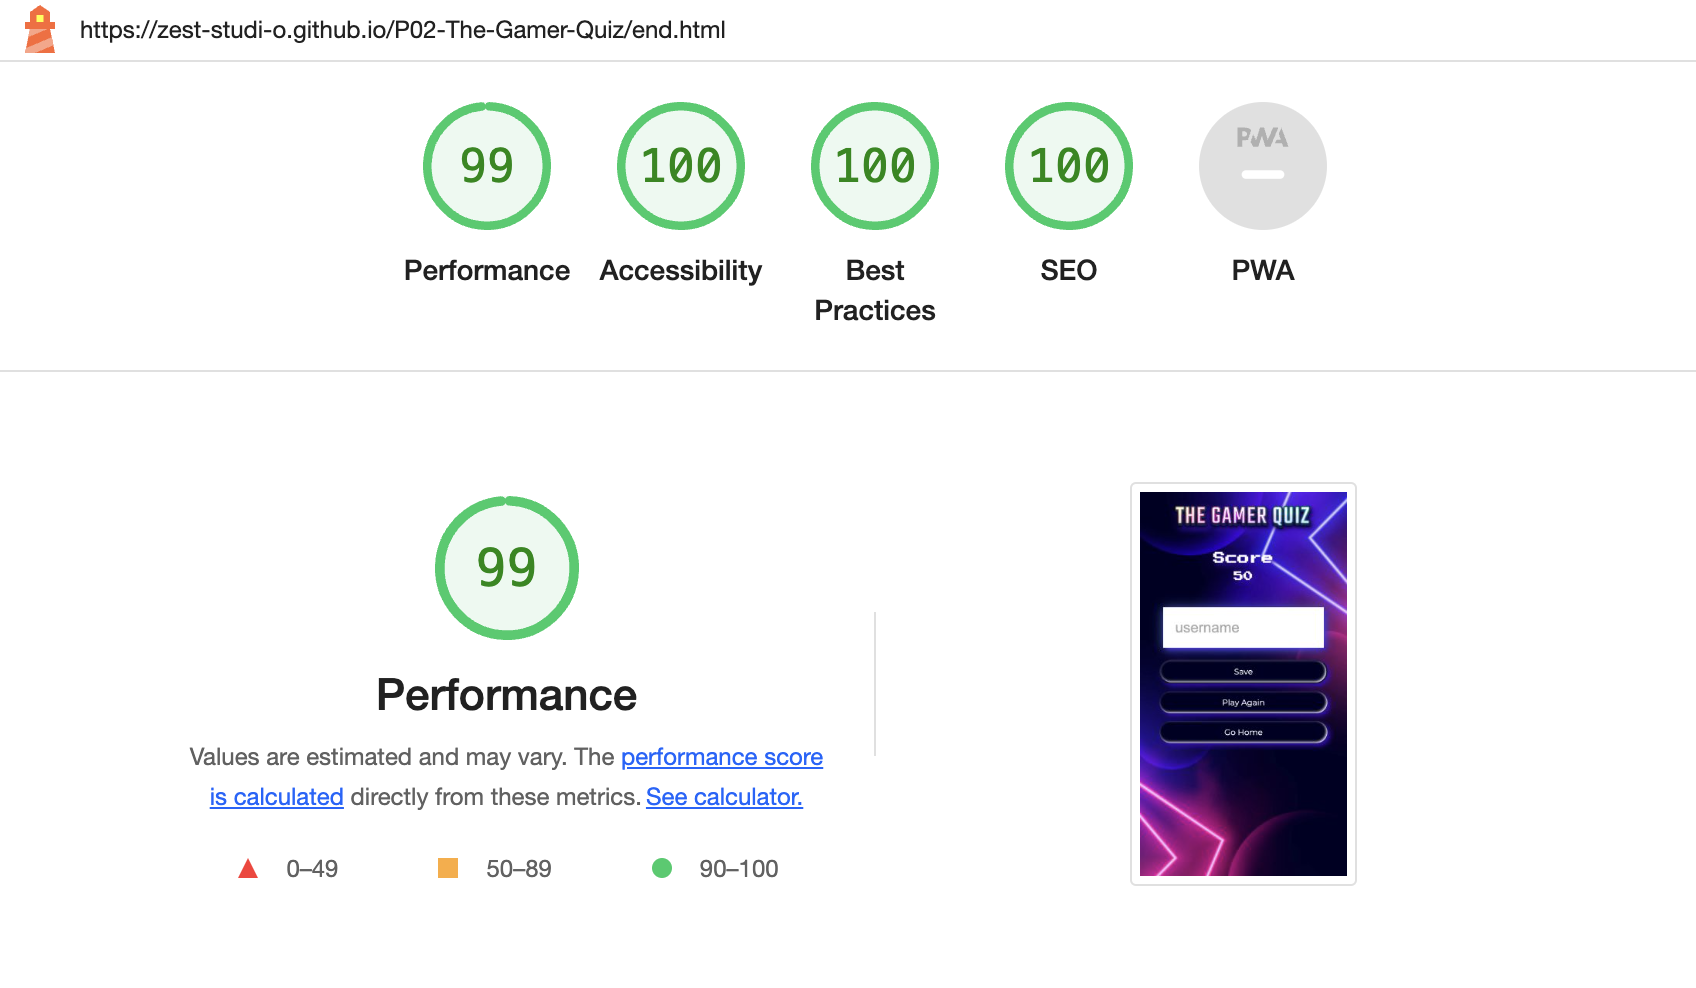 https://zest-studi-o.github.io/P02-The-Gamer-Quiz/end.html
99
100
100
100
PWA
Performance
Accessibility
Best
Practices
SEO
PWA
99
Performance
Values are estimated and may vary. The performance score
is calculated directly from these metrics. See calculator.
0–49
50–89
90–100
THE GAMER QUIZ
Score
50
username
Save
Play Again
Go Home